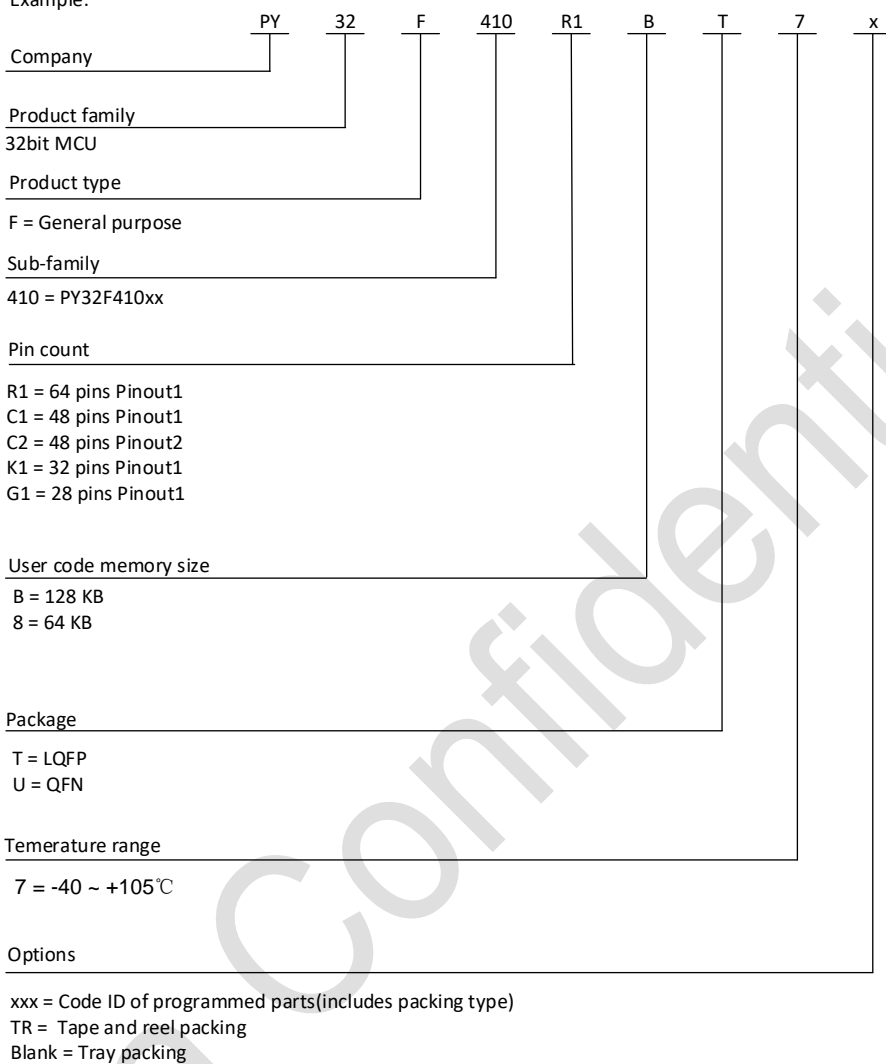 Example:
PY 32 F 410 R1 B T 7 x
Company
Product family
32bit MCU
Product type
F = General purpose
Sub-family
410 = PY32F410xx
Pin count
R1 = 64 pins Pinout1
C1 = 48 pins Pinout1
C2 = 48 pins Pinout2
K1 = 32 pins Pinout1
G1 = 28 pins Pinout1
User code memory size
B = 128 KB
8 = 64 KB
Package
T = LQFP
U = QFN
Temerature range
7 = -40 ~ +105℃
Options
xxx = Code ID of programmed parts(includes packing type)
TR = Tape and reel packing
Blank = Tray packing
Confidenti